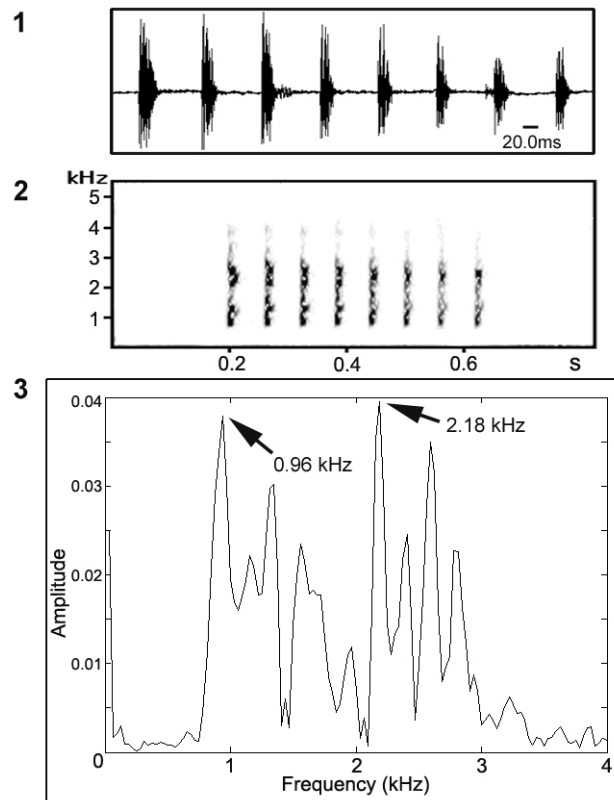 1
20.0ms
2
kHz
5
4
3
2
1
0.2 0.4 0.6 s
3
0.04
2.18 kHz
0.96 kHz
0.03
0.02
0.01
Amplitude
0 1 2 3 4
Frequency (kHz)